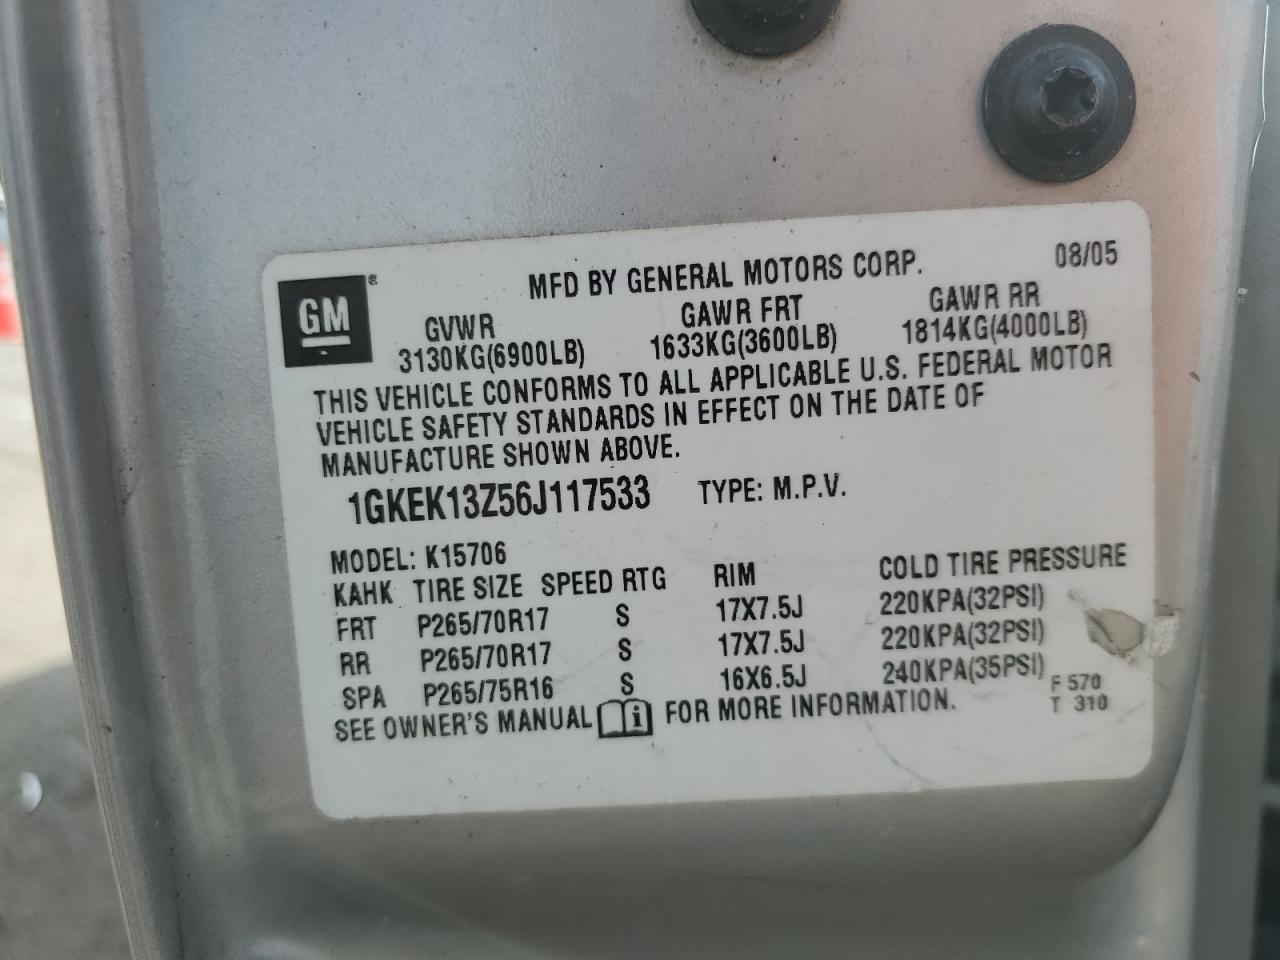 MFD BY GENERAL MOTORS CORP. 08/05
GM ®
GVWR GAWR FRT GAWR RR
3130KG(6900LB) 1633KG(3600LB) 1814KG(4000LB)
THIS VEHICLE CONFORMS TO ALL APPLICABLE U.S. FEDERAL MOTOR
VEHICLE SAFETY STANDARDS IN EFFECT ON THE DATE OF
MANUFACTURE SHOWN ABOVE.
1GKEK13Z56J117533 TYPE: M.P.V.
MODEL: K15706
KAHK TIRE SIZE SPEED RTG RIM COLD TIRE PRESSURE
FRT P265/70R17 S 17X7.5J 220KPA(32PSI)
RR P265/70R17 S 17X7.5J 220KPA(32PSI)
SPA P265/75R16 S 16X6.5J 240KPA(35PSI)
SEE OWNER'S MANUAL i FOR MORE INFORMATION.
F 570
T 310